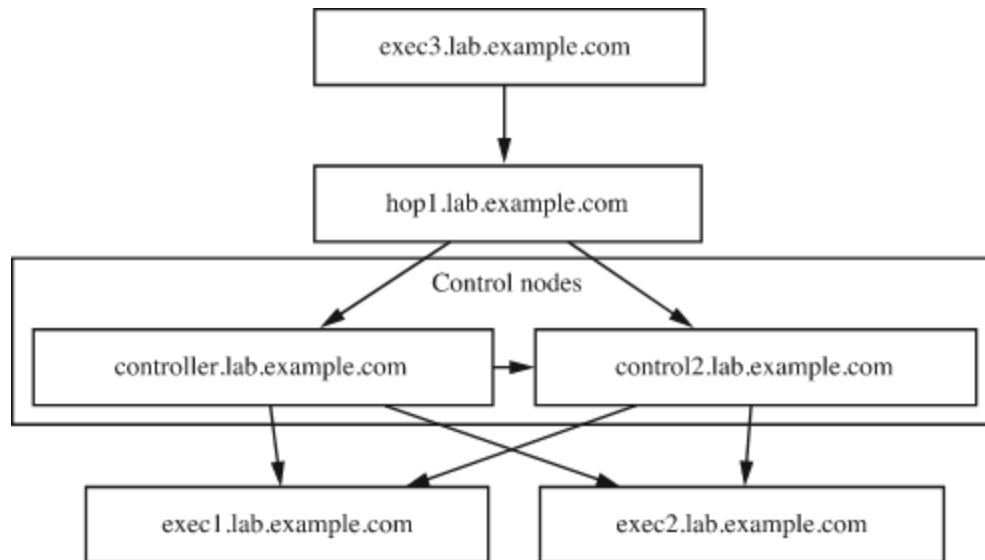 exec3.lab.example.com
hop1.lab.example.com
Control nodes
controller.lab.example.com
control2.lab.example.com
exec1.lab.example.com
exec2.lab.example.com